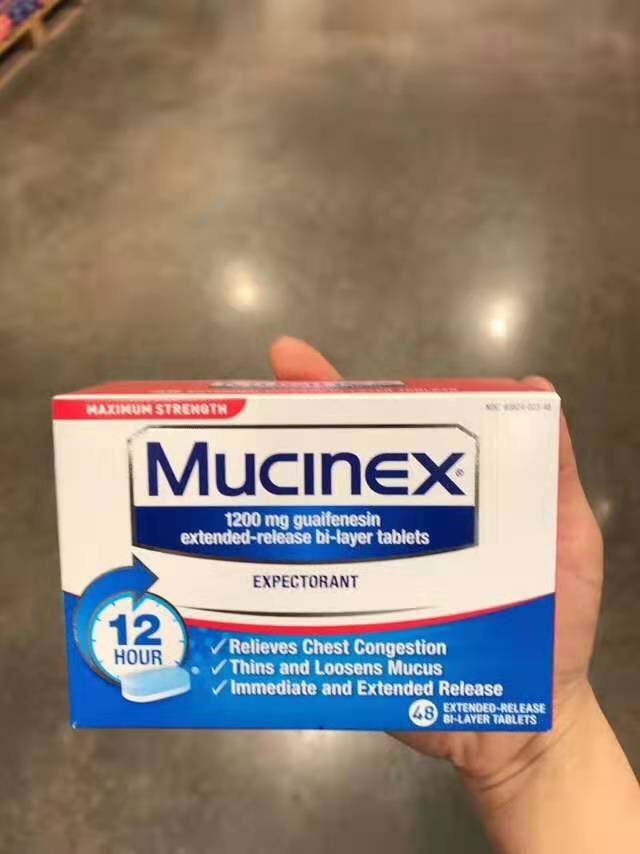 MAXIMUM STRENGTH
Mucinex®
1200 mg guaifenesin
extended-release bi-layer tablets
EXPECTORANT
12
HOUR
✓ Relieves Chest Congestion
✓ Thins and Loosens Mucus
✓ Immediate and Extended Release
48 EXTENDED-RELEASE
BI-LAYER TABLETS